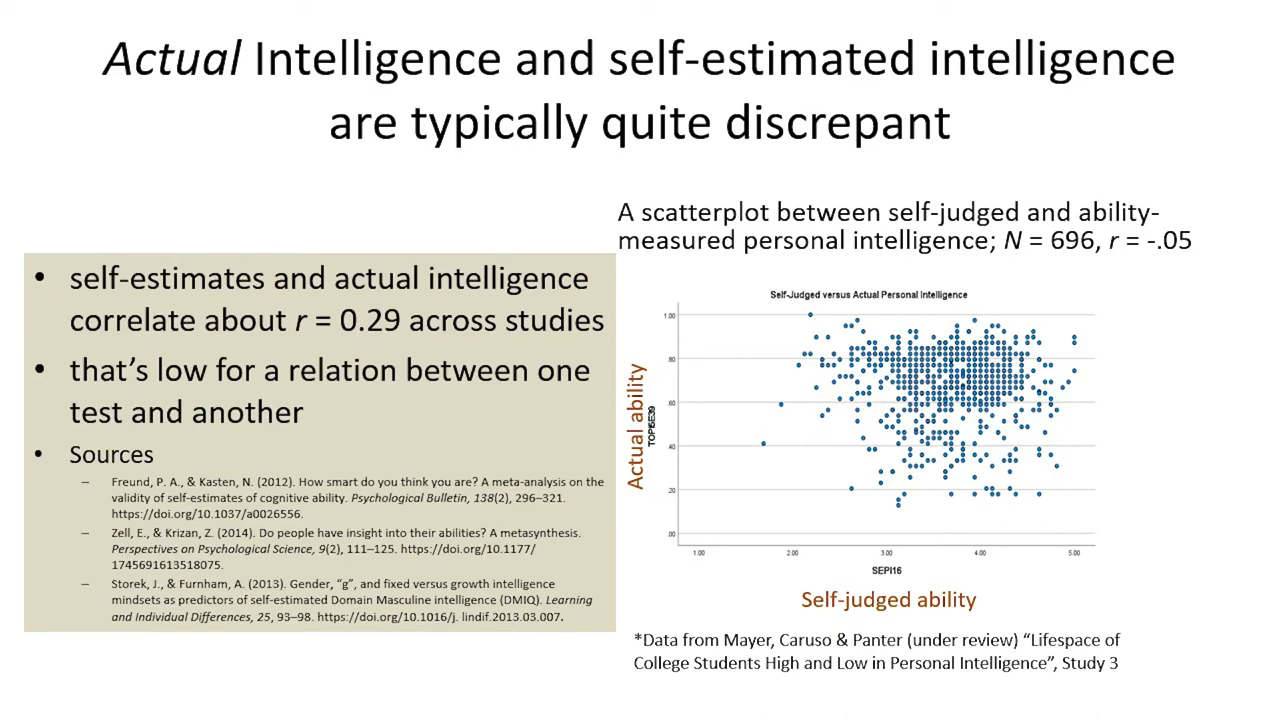 Actual Intelligence and self-estimated intelligence
are typically quite discrepant
• self-estimates and actual intelligence
correlate about r = 0.29 across studies
• that’s low for a relation between one
test and another
• Sources
– Freund, P. A., & Kasten, N. (2012). How smart do you think you are? A meta-analysis on the
validity of self-estimates of cognitive ability. Psychological Bulletin, 138(2), 296–321.
https://doi.org/10.1037/a0026556.
– Zell, E., & Krizan, Z. (2014). Do people have insight into their abilities? A metasynthesis.
Perspectives on Psychological Science, 9(2), 111–125. https://doi.org/10.1177/
1745691613518075.
– Storek, J., & Furnham, A. (2013). Gender, “g”, and fixed versus growth intelligence
mindsets as predictors of self-estimated Domain Masculine intelligence (DMIQ). Learning
and Individual Differences, 25, 93–98. https://doi.org/10.1016/j. lindif.2013.03.007.
A scatterplot between self-judged and ability-
measured personal intelligence; N = 696, r = -.05
Self-Judged versus Actual Personal Intelligence
Actual ability
TOPI5E39
1.00
.80
.60
.40
.20
.00
1.00 2.00 3.00 4.00 5.00
SEPI16
Self-judged ability
*Data from Mayer, Caruso & Panter (under review) “Lifespace of
College Students High and Low in Personal Intelligence”, Study 3